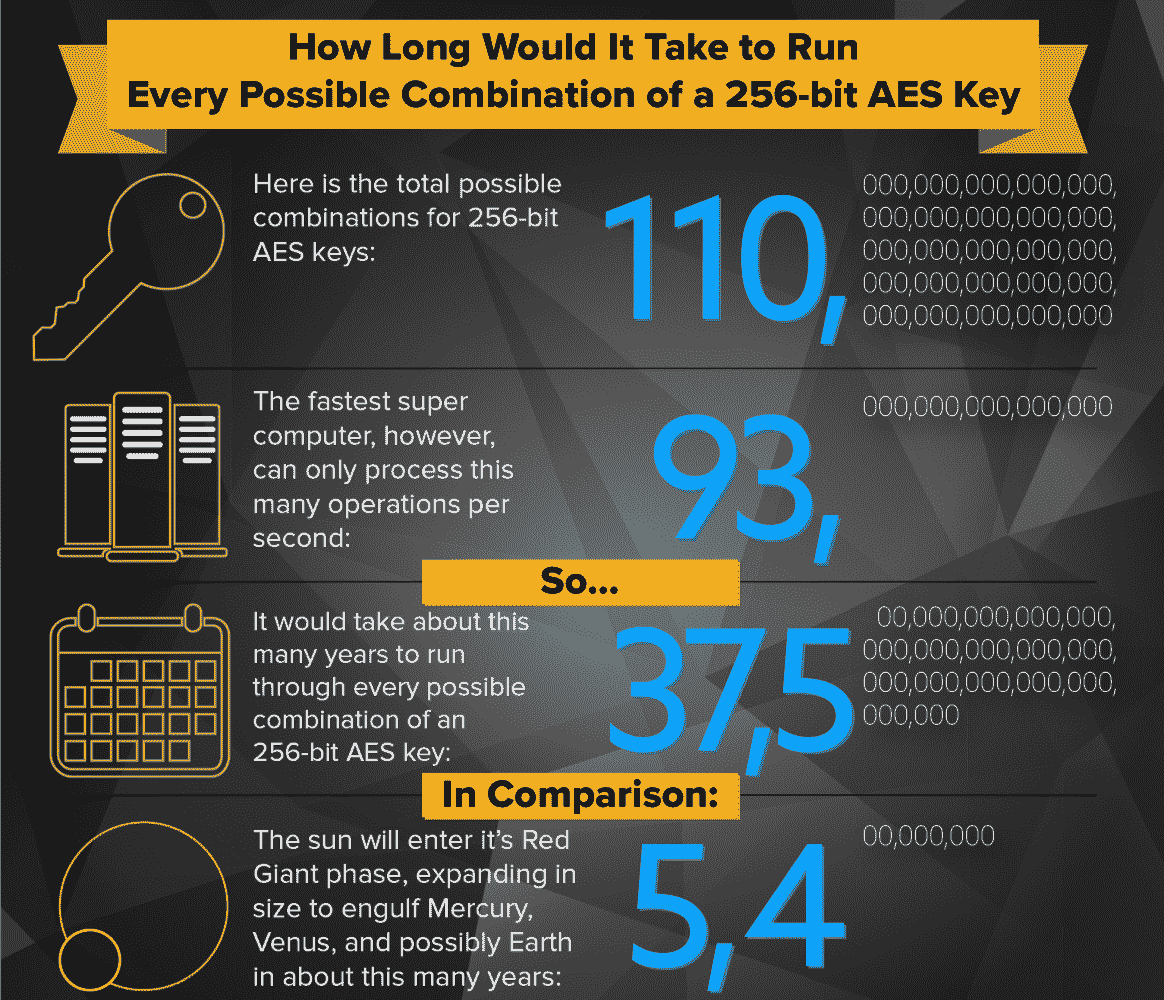 How Long Would It Take to Run
Every Possible Combination of a 256-bit AES Key
Here is the total possible
combinations for 256-bit
AES keys:
110,
000,000,000,000,000,
000,000,000,000,000,
000,000,000,000,000,
000,000,000,000,000,
000,000,000,000,000
The fastest super
computer, however,
can only process this
many operations per
second:
93,
000,000,000,000,000
So...
It would take about this
many years to run
through every possible
combination of an
256-bit AES key:
37,5
00,000,000,000,000,
000,000,000,000,000,
000,000,000,000,000,
000,000
In Comparison:
The sun will enter it’s Red
Giant phase, expanding in
size to engulf Mercury,
Venus, and possibly Earth
in about this many years:
5,4
00,000,000